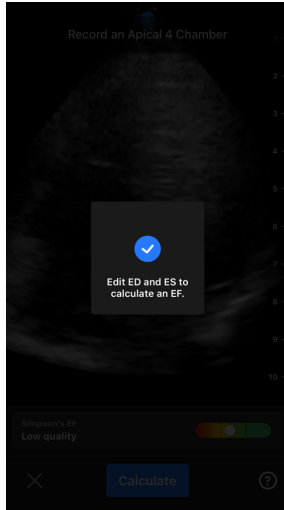 Record an Apical 4 Chamber
2
3
4
5
6
7
8
9
10
Edit ED and ES to
calculate an EF.
Simpson's EF
Low quality
Calculate
?